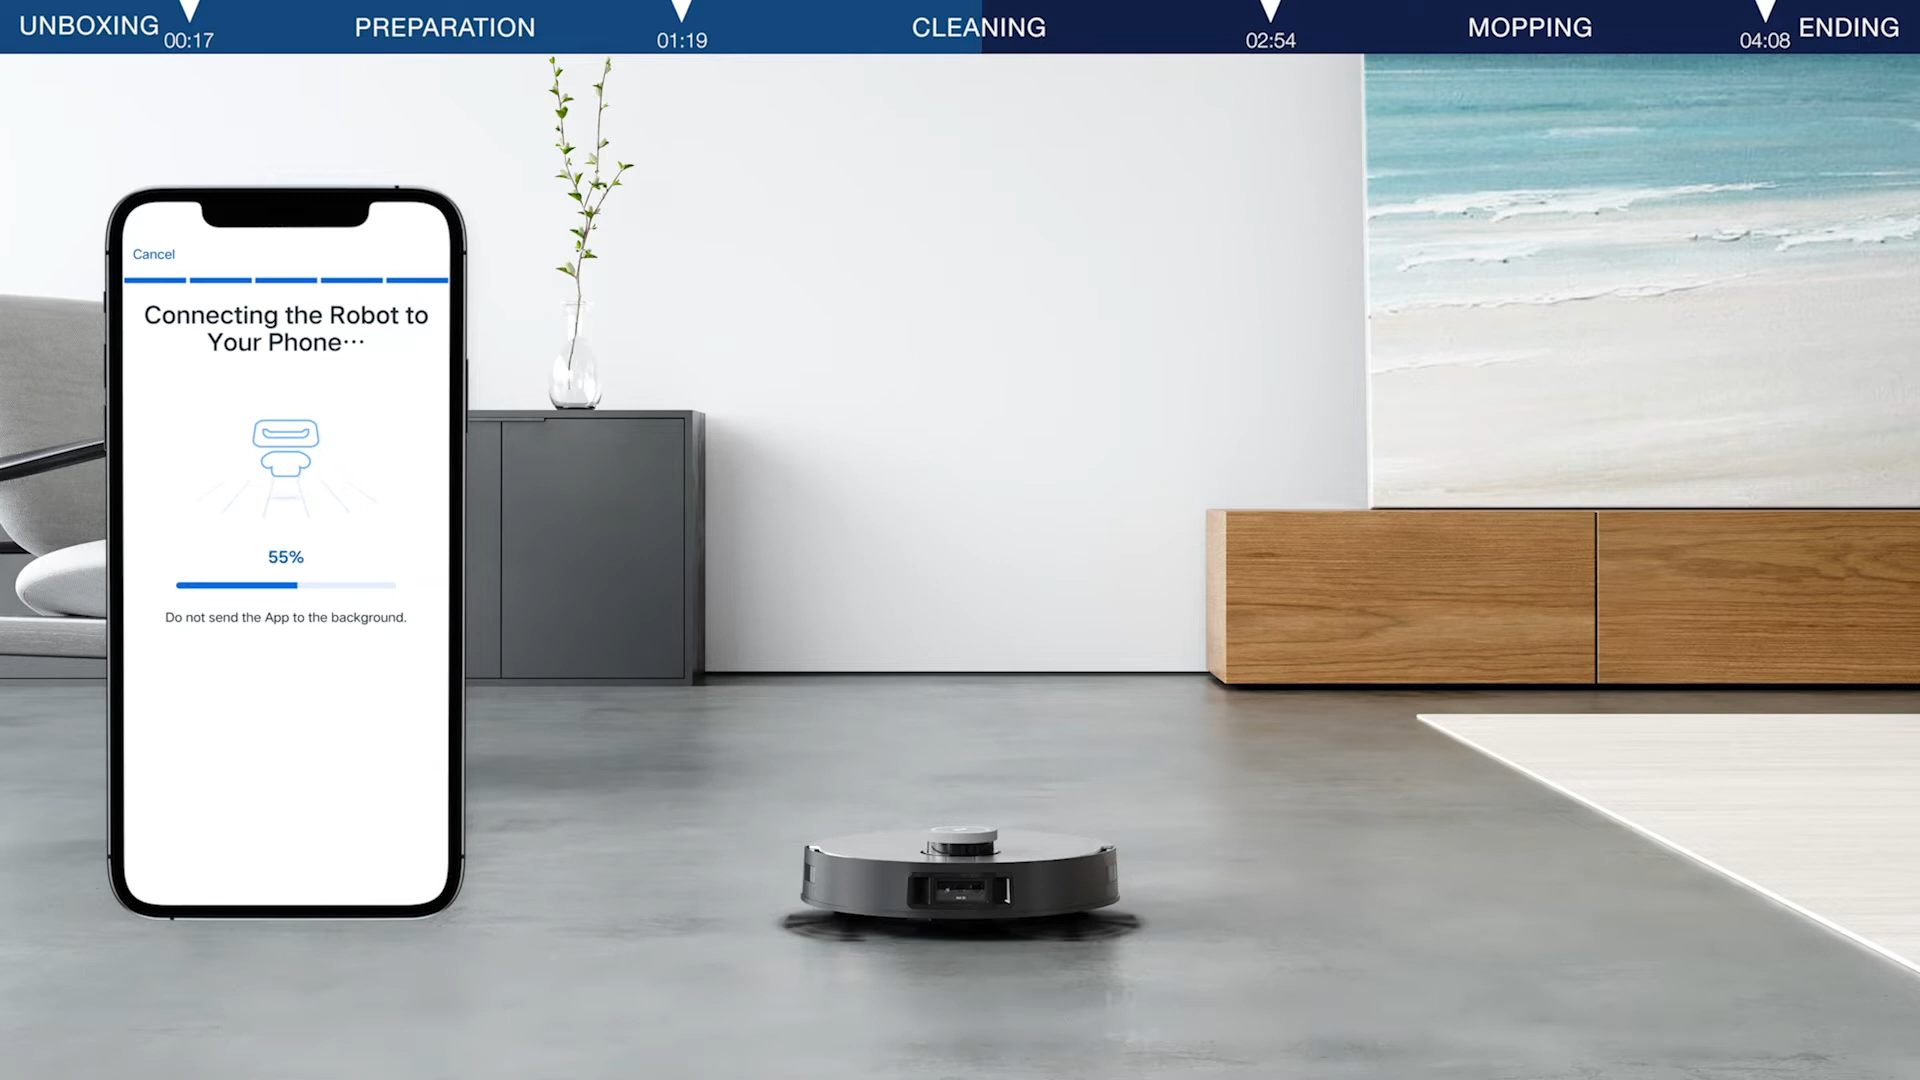 UNBOXING 00:17 PREPARATION 01:19 CLEANING 02:54 MOPPING 04:08 ENDING
Cancel
Connecting the Robot to
Your Phone···
55%
Do not send the App to the background.